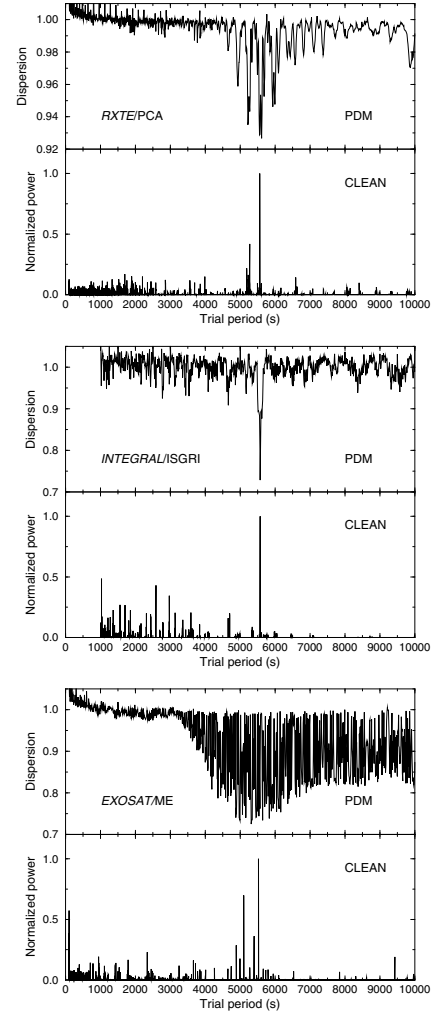 1.00
0.98
0.96
0.94
0.92
Dispersion
RXTE/PCA PDM
1.0
0.5
0.0
Normalized power
CLEAN
0 1000 2000 3000 4000 5000 6000 7000 8000 9000 10000
Trial period (s)
1.0
0.9
0.8
0.7
Dispersion
INTEGRAL/ISGRI PDM
1.0
0.5
0.0
Normalized power
CLEAN
0 1000 2000 3000 4000 5000 6000 7000 8000 9000 10000
Trial period (s)
1.0
0.9
0.8
0.7
Dispersion
EXOSAT/ME PDM
1.0
0.5
0.0
Normalized power
CLEAN
0 1000 2000 3000 4000 5000 6000 7000 8000 9000 10000
Trial period (s)